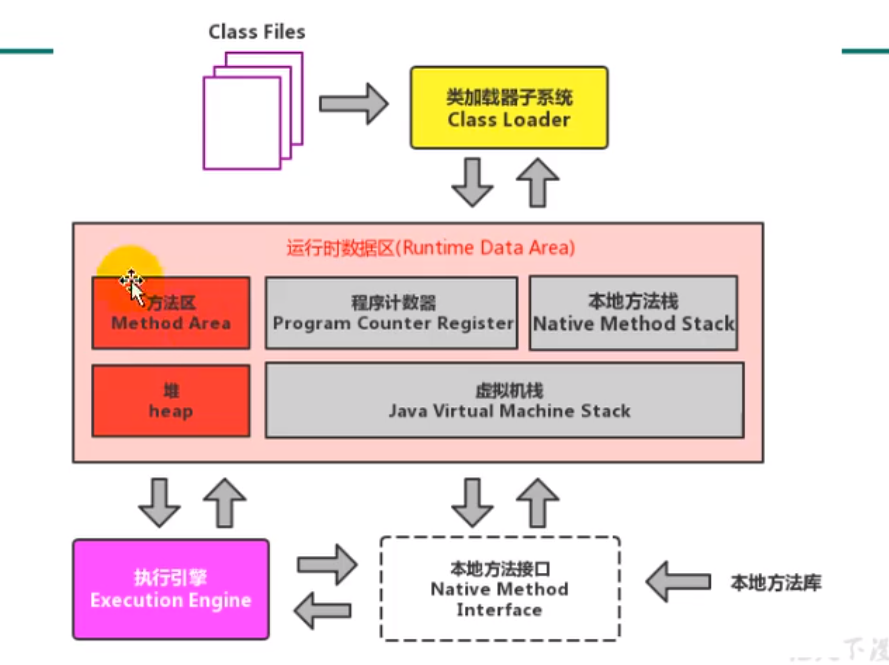 Class Files
类加载器子系统
Class Loader
运行时数据区(Runtime Data Area)
方法区
Method Area
程序计数器
Program Counter Register
本地方法栈
Native Method Stack
堆
heap
虚拟机栈
Java Virtual Machine Stack
执行引擎
Execution Engine
本地方法接口
Native Method
Interface
本地方法库